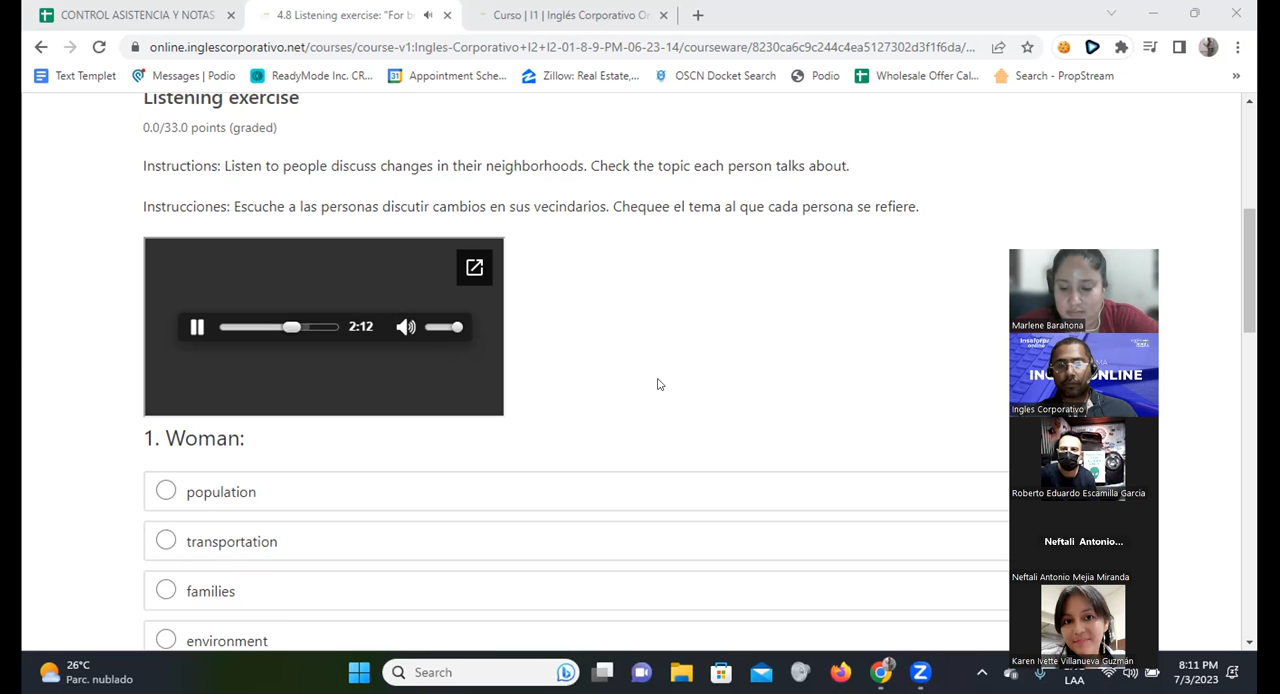 CONTROL ASISTENCIA Y NOTAS
4.8 Listening exercise: "For b
Curso | I1 | Inglés Corporativo On
online.inglescorporativo.net/courses/course-v1:Ingles-Corporativo+I2+I2-01-8-9-PM-06-23-14/courseware/8230ca6c9c244c4ea5127302d3f1f6da/...
Text Templet
Messages | Podio
ReadyMode Inc. CR...
Appointment Sche...
Zillow: Real Estate,...
OSCN Docket Search
Podio
Wholesale Offer Cal...
Search - PropStream
»
Listening exercise
0.0/33.0 points (graded)
Instructions: Listen to people discuss changes in their neighborhoods. Check the topic each person talks about.
Instrucciones: Escuche a las personas discutir cambios en sus vecindarios. Chequee el tema al que cada persona se refiere.
2:12
1. Woman:
population
transportation
families
environment
Marlene Barahona
Insaforp
online
INGLES ONLINE
Ingles Corporativo
Roberto Eduardo Escamilla Garcia
Neftali Antonio...
Neftali Antonio Mejia Miranda
Karen Ivette Villanueva Guzmán
26°C
Parc. nublado
Search
LAA
8:11 PM
7/3/2023